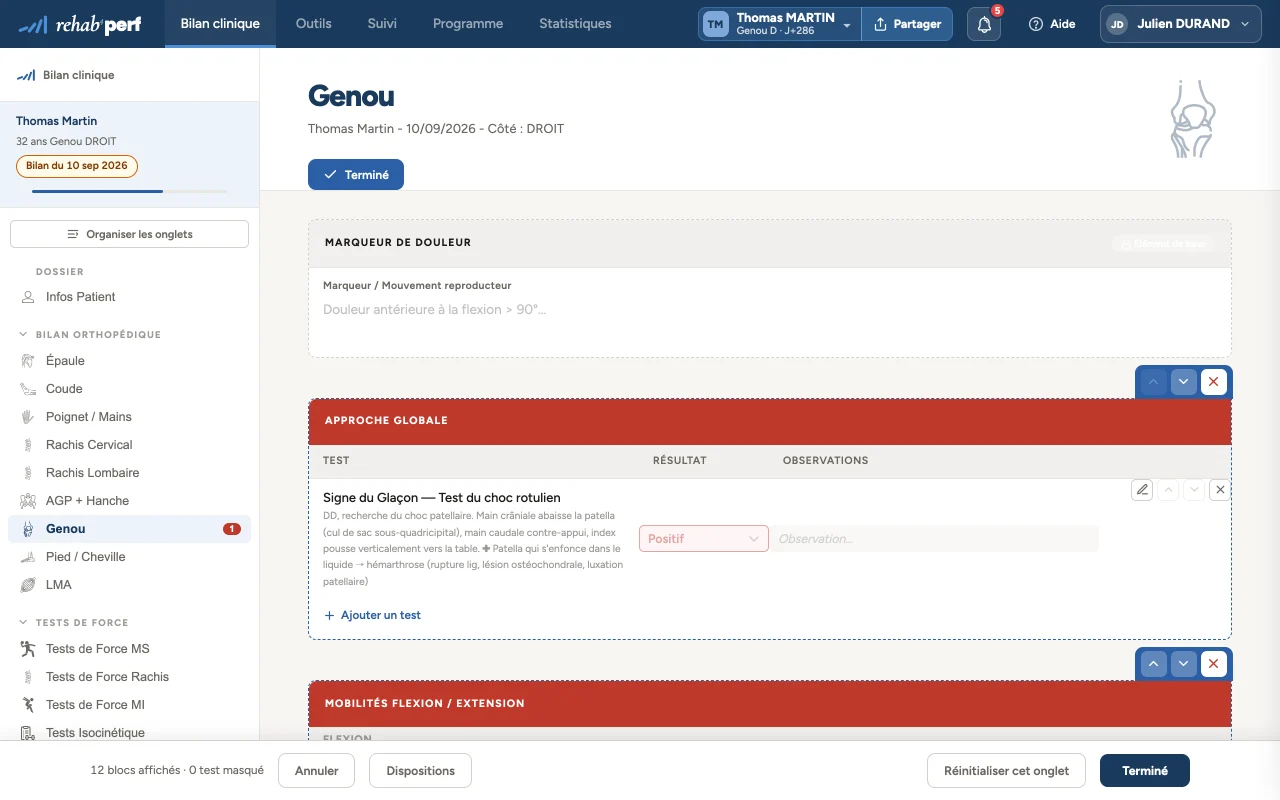 rehab'perf
Bilan clinique
Outils
Suivi
Programme
Statistiques
TM
Thomas MARTIN
Genou D · J+286
Partager
5
Aide
JD
Julien DURAND
Bilan clinique
Thomas Martin
32 ans Genou DROIT
Bilan du 10 sep 2026
Organiser les onglets
DOSSIER
Infos Patient
BILAN ORTHOPÉDIQUE
Épaule
Coude
Poignet / Mains
Rachis Cervical
Rachis Lombaire
AGP + Hanche
Genou
1
Pied / Cheville
LMA
TESTS DE FORCE
Tests de Force MS
Tests de Force Rachis
Tests de Force MI
Tests Isocinétique
Genou
Thomas Martin - 10/09/2026 - Côté : DROIT
Terminé
MARQUEUR DE DOULEUR
Élément de base
Marqueur / Mouvement reproducteur
Douleur antérieure à la flexion > 90°...
APPROCHE GLOBALE
TEST
RÉSULTAT
OBSERVATIONS
Signe du Glaçon — Test du choc rotulien
DD, recherche du choc patellaire. Main crâniale abaisse la patella
(cul de sac sous-quadricipital), main caudale contre-appui, index
pousse verticalement vers la table. ✚ Patella qui s'enfonce dans le
liquide → hémarthrose (rupture lig, lésion ostéochondrale, luxation
patellaire)
Positif
Observation...
+ Ajouter un test
MOBILITÉS FLEXION / EXTENSION
FLEXION
12 blocs affichés · 0 test masqué
Annuler
Dispositions
Réinitialiser cet onglet
Terminé